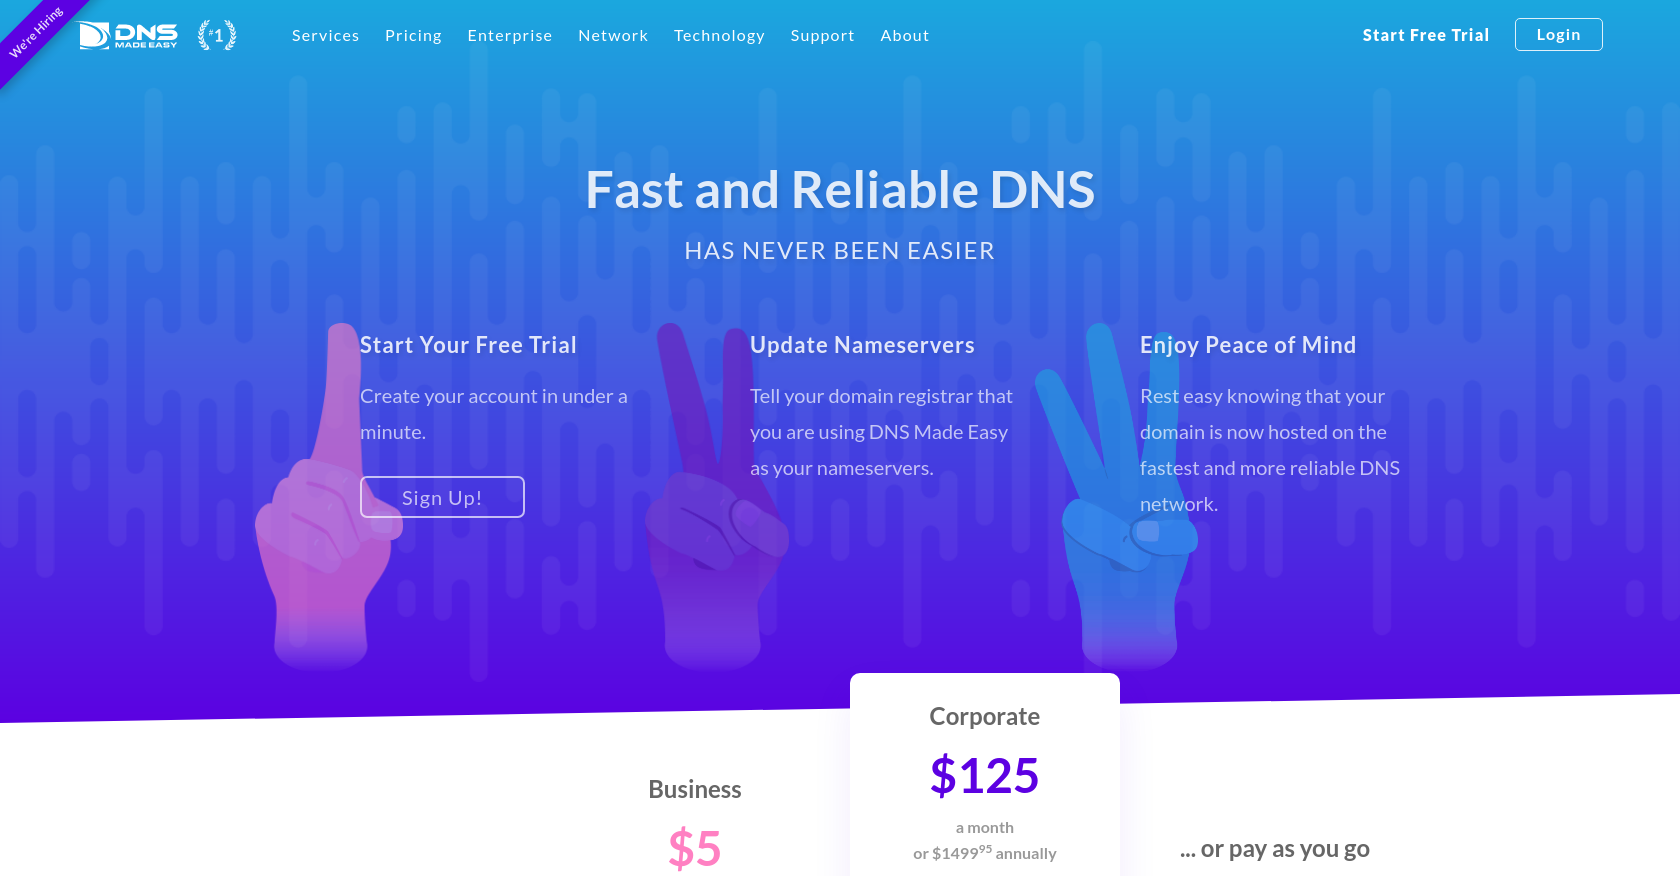 We're Hiring
DNS
MADE EASY
#1
Services Pricing Enterprise Network Technology Support About
Start Free Trial Login
Fast and Reliable DNS
HAS NEVER BEEN EASIER
Start Your Free Trial
Create your account in under a
minute.
Sign Up!
Update Nameservers
Tell your domain registrar that
you are using DNS Made Easy
as your nameservers.
Enjoy Peace of Mind
Rest easy knowing that your
domain is now hosted on the
fastest and more reliable DNS
network.
Business
$5
Corporate
$125
a month
or $1499⁹⁵ annually
... or pay as you go